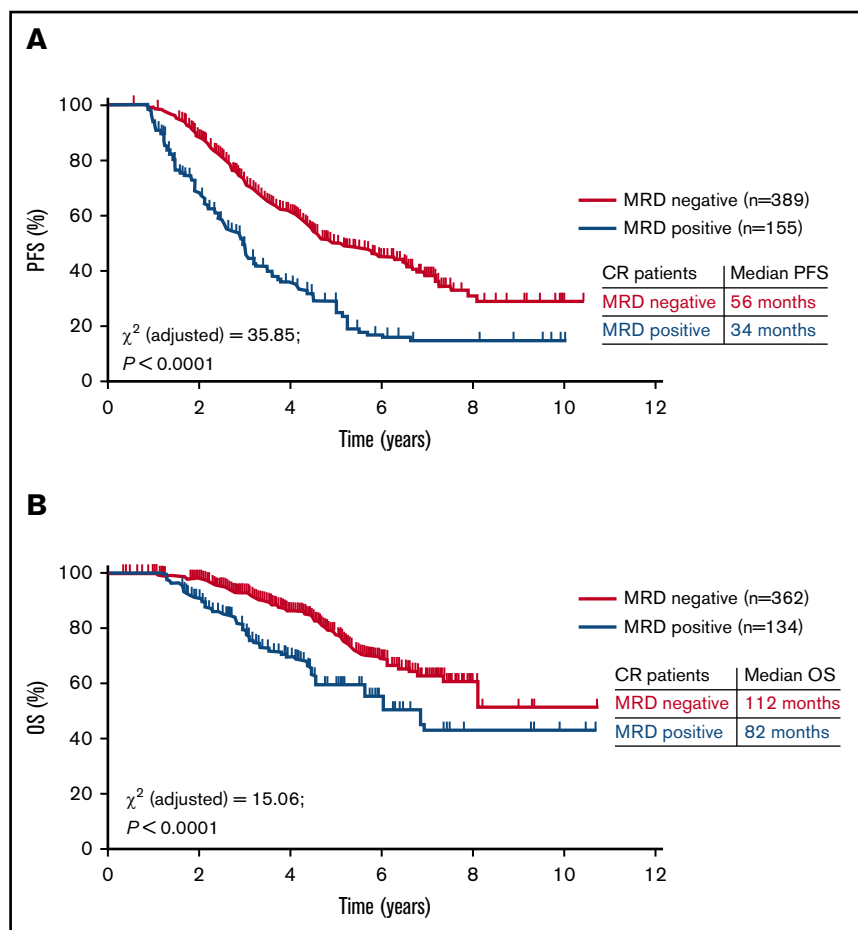 A
100
80
60
40
20
0
PFS (%)
MRD negative (n=389)
MRD positive (n=155)
CR patients Median PFS
MRD negative 56 months
MRD positive 34 months
χ² (adjusted) = 35.85;
P < 0.0001
0 2 4 6 8 10 12
Time (years)
B
100
80
60
40
20
0
OS (%)
MRD negative (n=362)
MRD positive (n=134)
CR patients Median OS
MRD negative 112 months
MRD positive 82 months
χ² (adjusted) = 15.06;
P < 0.0001
0 2 4 6 8 10 12
Time (years)